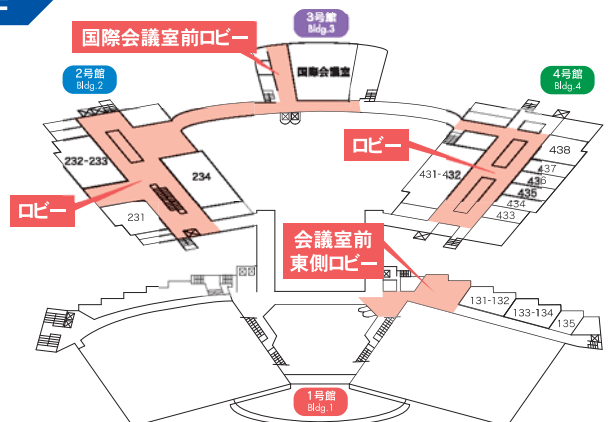 3号館
Bldg.3
国際会議室前ロビー
国際会議室
2号館
Bldg.2
4号館
Bldg.4
232-233
234
ロビー
231
ロビー
438
437
436
435
434
433
431-432
会議室前
東側ロビー
131-132
133-134
135
1号館
Bldg.1